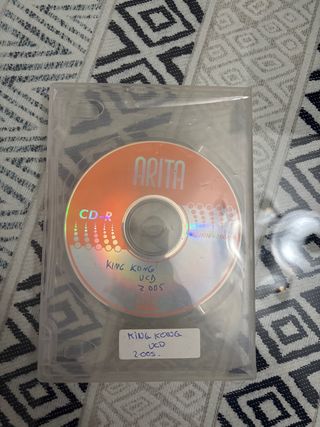 ARITA
CD-R
KING KONG
VCD
2005
KING KONG
VCD
2005.